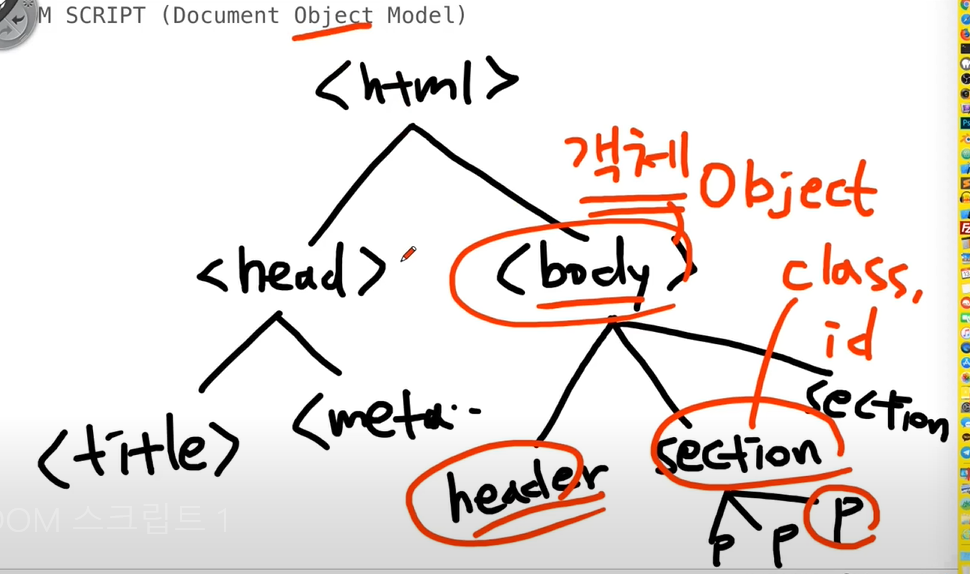 M SCRIPT (Document Object Model)
<html>
객체 Object
<head> <body>
class,
id
<title> <meta..
header section section
p p p
OOM 스크립트 1